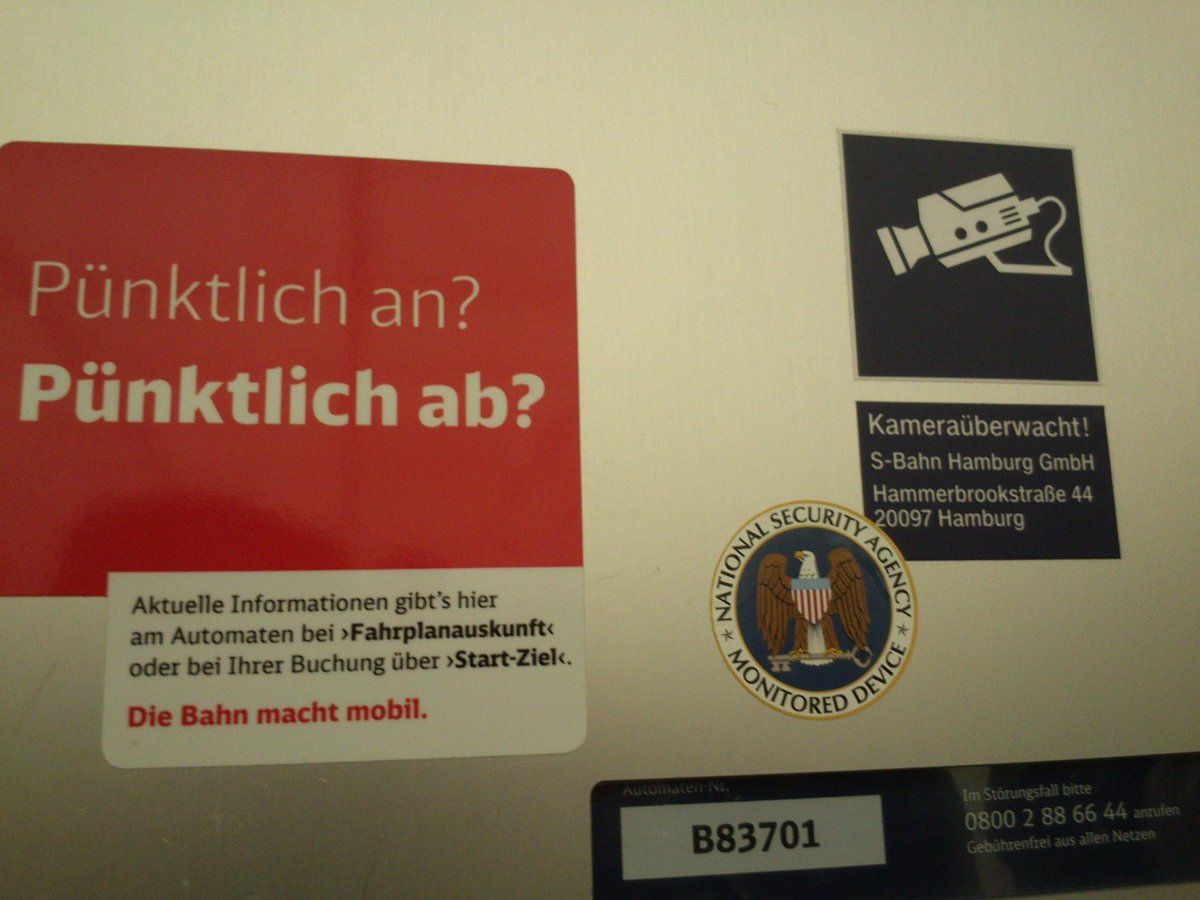 Pünktlich an?
Pünktlich ab?
Aktuelle Informationen gibt's hier
am Automaten bei ›Fahrplanauskunft‹
oder bei Ihrer Buchung über ›Start-Ziel‹.
Die Bahn macht mobil.
Kameraüberwacht!
S-Bahn Hamburg GmbH
Hammerbrookstraße 44
20097 Hamburg
NATIONAL SECURITY AGENCY
MONITORED DEVICE
Automaten-Nr.
B83701
Im Störungsfall bitte
0800 2 88 66 44 anrufen
Gebührenfrei aus allen Netzen